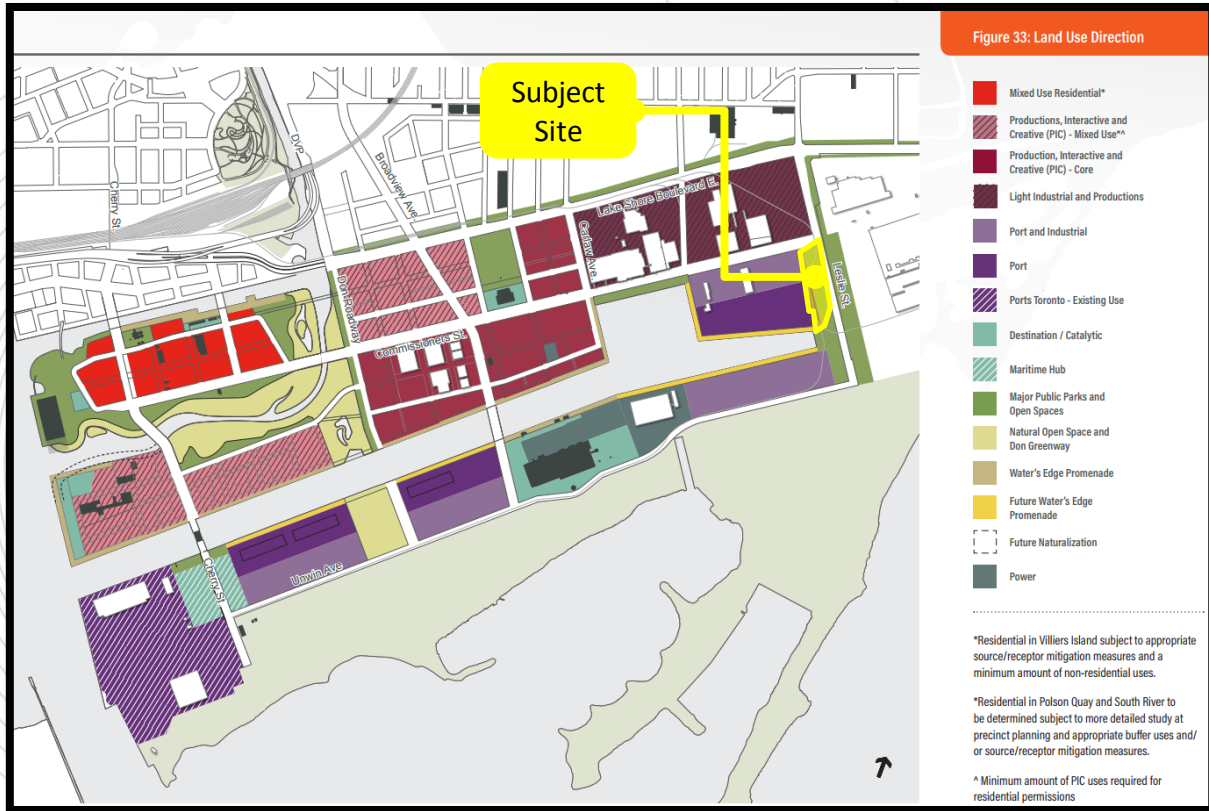 Figure 33: Land Use Direction
Subject
Site
Mixed Use Residential*
Productions, Interactive and
Creative (PIC) - Mixed Use*^
Production, Interactive and
Creative (PIC) - Core
Light Industrial and Productions
Port and Industrial
Port
Ports Toronto - Existing Use
Destination / Catalytic
Maritime Hub
Major Public Parks and
Open Spaces
Natural Open Space and
Don Greenway
Water's Edge Promenade
Future Water's Edge
Promenade
Future Naturalization
Power
*Residential in Villiers Island subject to appropriate
source/receptor mitigation measures and a
minimum amount of non-residential uses.
*Residential in Polson Quay and South River to
be determined subject to more detailed study at
precinct planning and appropriate buffer uses and/
or source/receptor mitigation measures.
^ Minimum amount of PIC uses required for
residential permissions
DVP
Cherry St.
Broadview Ave.
Lake Shore Boulevard E.
Carlaw Ave.
Leslie St.
Don Roadway
Commissioners St.
Unwin Ave
Cherry St.